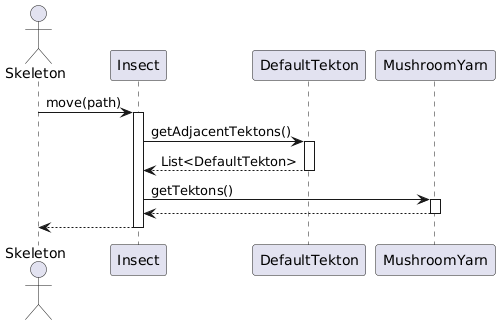 Skeleton
Insect
DefaultTekton
MushroomYarn
move(path)
getAdjacentTektons()
List<DefaultTekton>
getTektons()
Skeleton
Insect
DefaultTekton
MushroomYarn